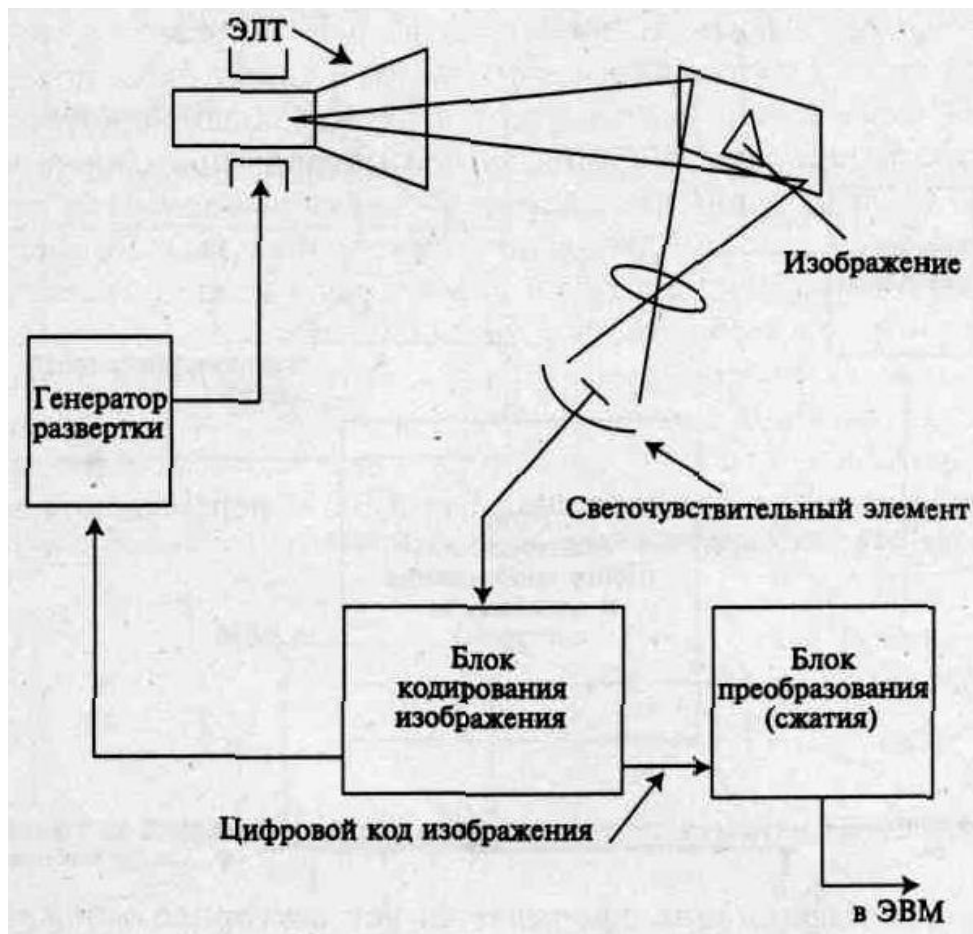 ЭЛТ
Изображение
Генератор
развертки
Светочувствительный элемент
Блок
кодирования
изображения
Блок
преобразования
(сжатия)
Цифровой код изображения
в ЭВМ